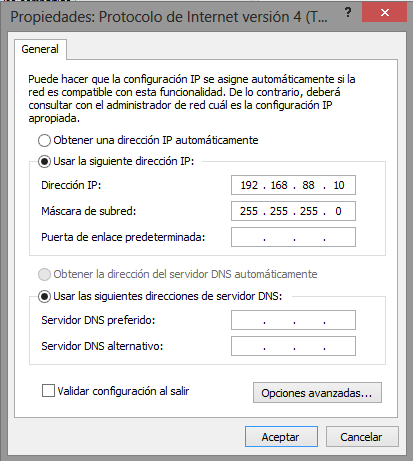 Propiedades: Protocolo de Internet versión 4 (T...
?
General
Puede hacer que la configuración IP se asigne automáticamente si la
red es compatible con esta funcionalidad. De lo contrario, deberá
consultar con el administrador de red cuál es la configuración IP
apropiada.
Obtener una dirección IP automáticamente
Usar la siguiente dirección IP:
Dirección IP: 192 . 168 . 88 . 10
Máscara de subred: 255 . 255 . 255 . 0
Puerta de enlace predeterminada: . . .
Obtener la dirección del servidor DNS automáticamente
Usar las siguientes direcciones de servidor DNS:
Servidor DNS preferido: . . .
Servidor DNS alternativo: . . .
Validar configuración al salir
Opciones avanzadas...
Aceptar Cancelar